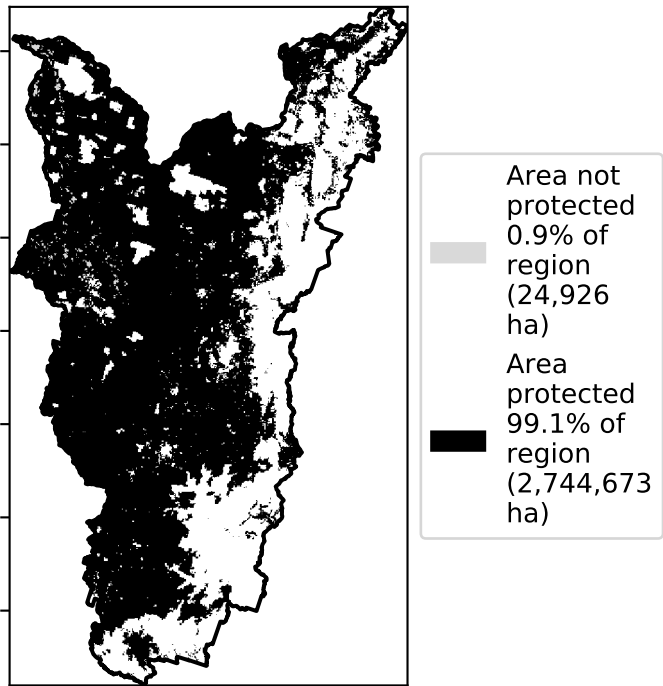 Area not
protected
0.9% of
region
(24,926
ha)
Area
protected
99.1% of
region
(2,744,673
ha)